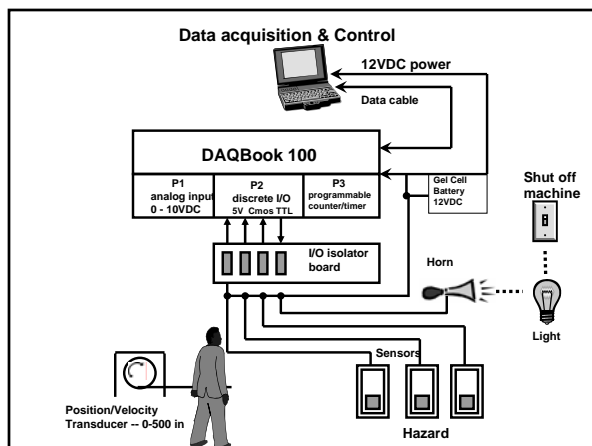 Data acquisition & Control
12VDC power
Data cable
DAQBook 100
P1
analog input
0 - 10VDC
P2
discrete I/O
5V Cmos TTL
P3
programmable
counter/timer
Gel Cell
Battery
12VDC
Shut off
machine
I/O isolator
board
Horn
Light
Sensors
Position/Velocity
Transducer -- 0-500 in
Hazard